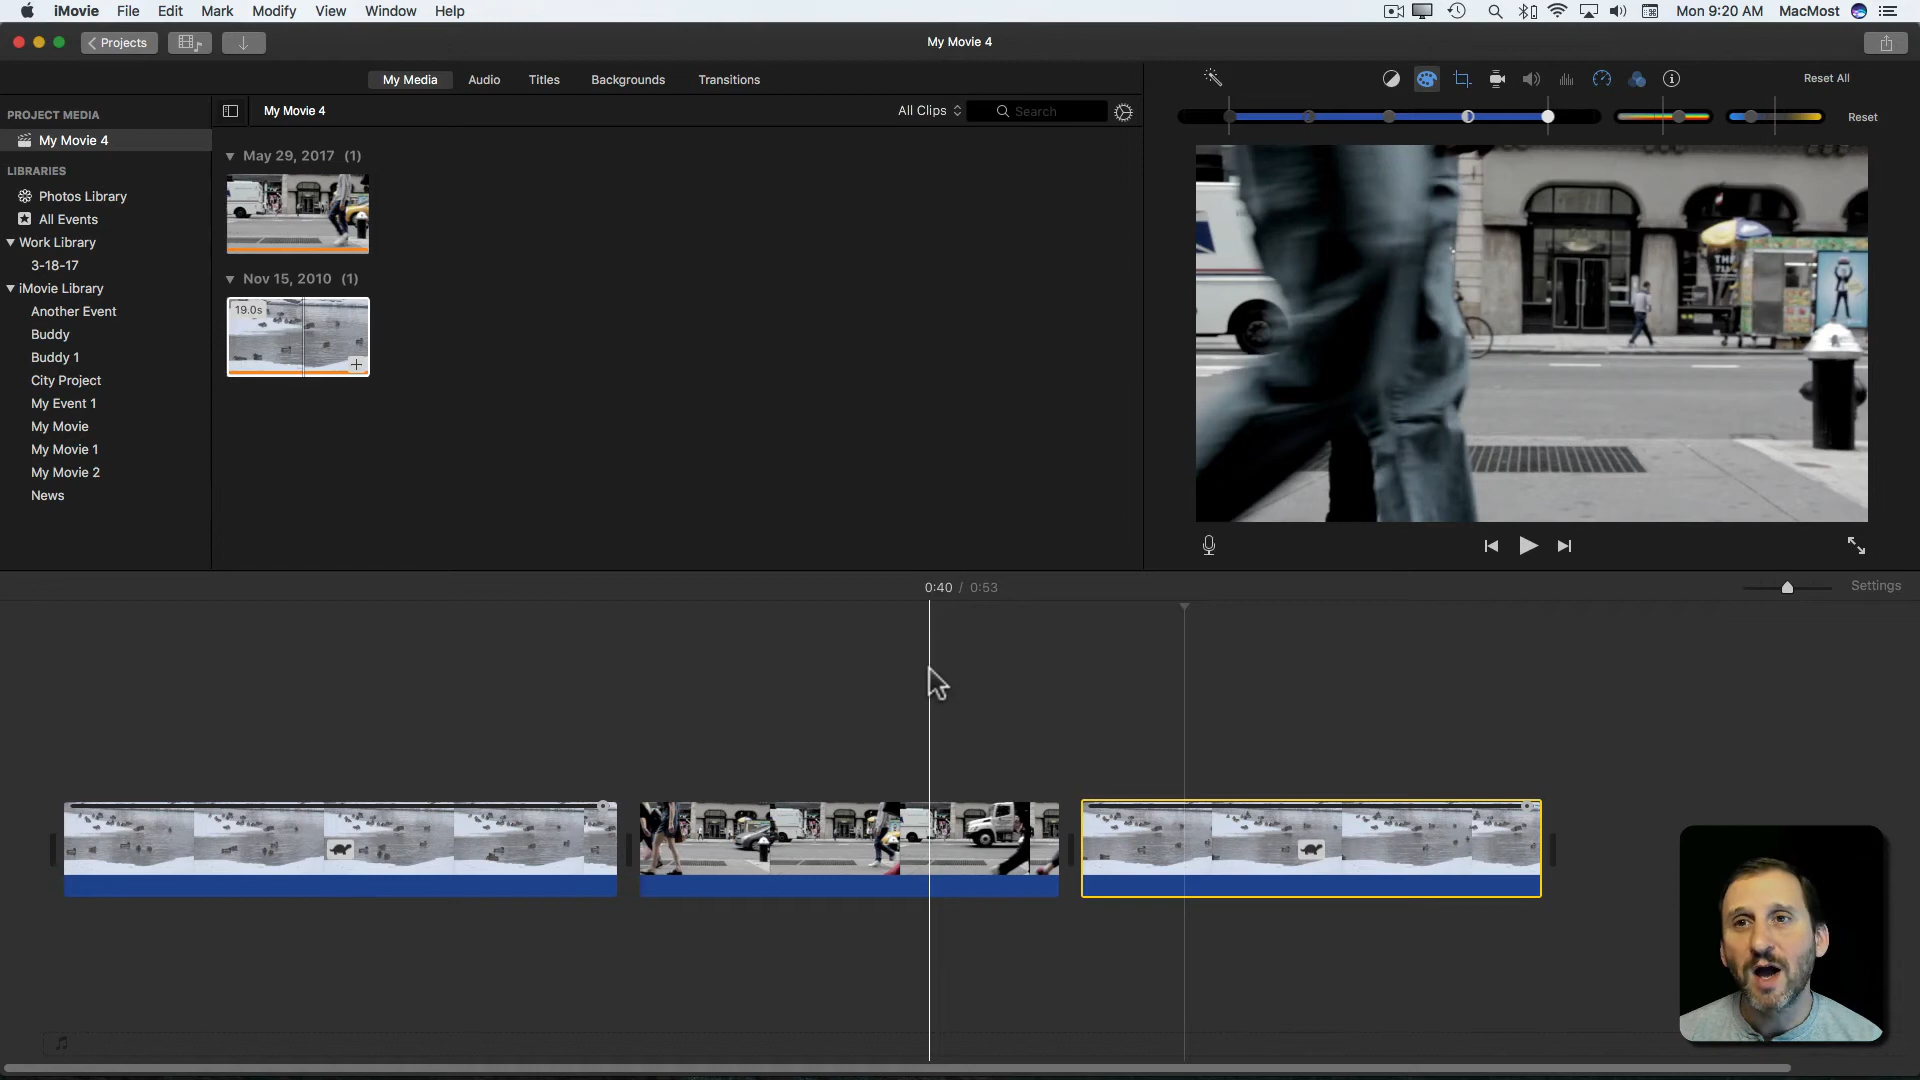 iMovie File Edit Mark Modify View Window Help
Mon 9:20 AM MacMost
Projects
My Movie 4
My Media Audio Titles Backgrounds Transitions
Reset All
PROJECT MEDIA
My Movie 4
All Clips
Search
Reset
My Movie 4
LIBRARIES
Photos Library
All Events
Work Library
3-18-17
iMovie Library
Another Event
Buddy
Buddy 1
City Project
My Event 1
My Movie
My Movie 1
My Movie 2
News
May 29, 2017 (1)
Nov 15, 2010 (1)
19.0s
0:40 / 0:53
Settings